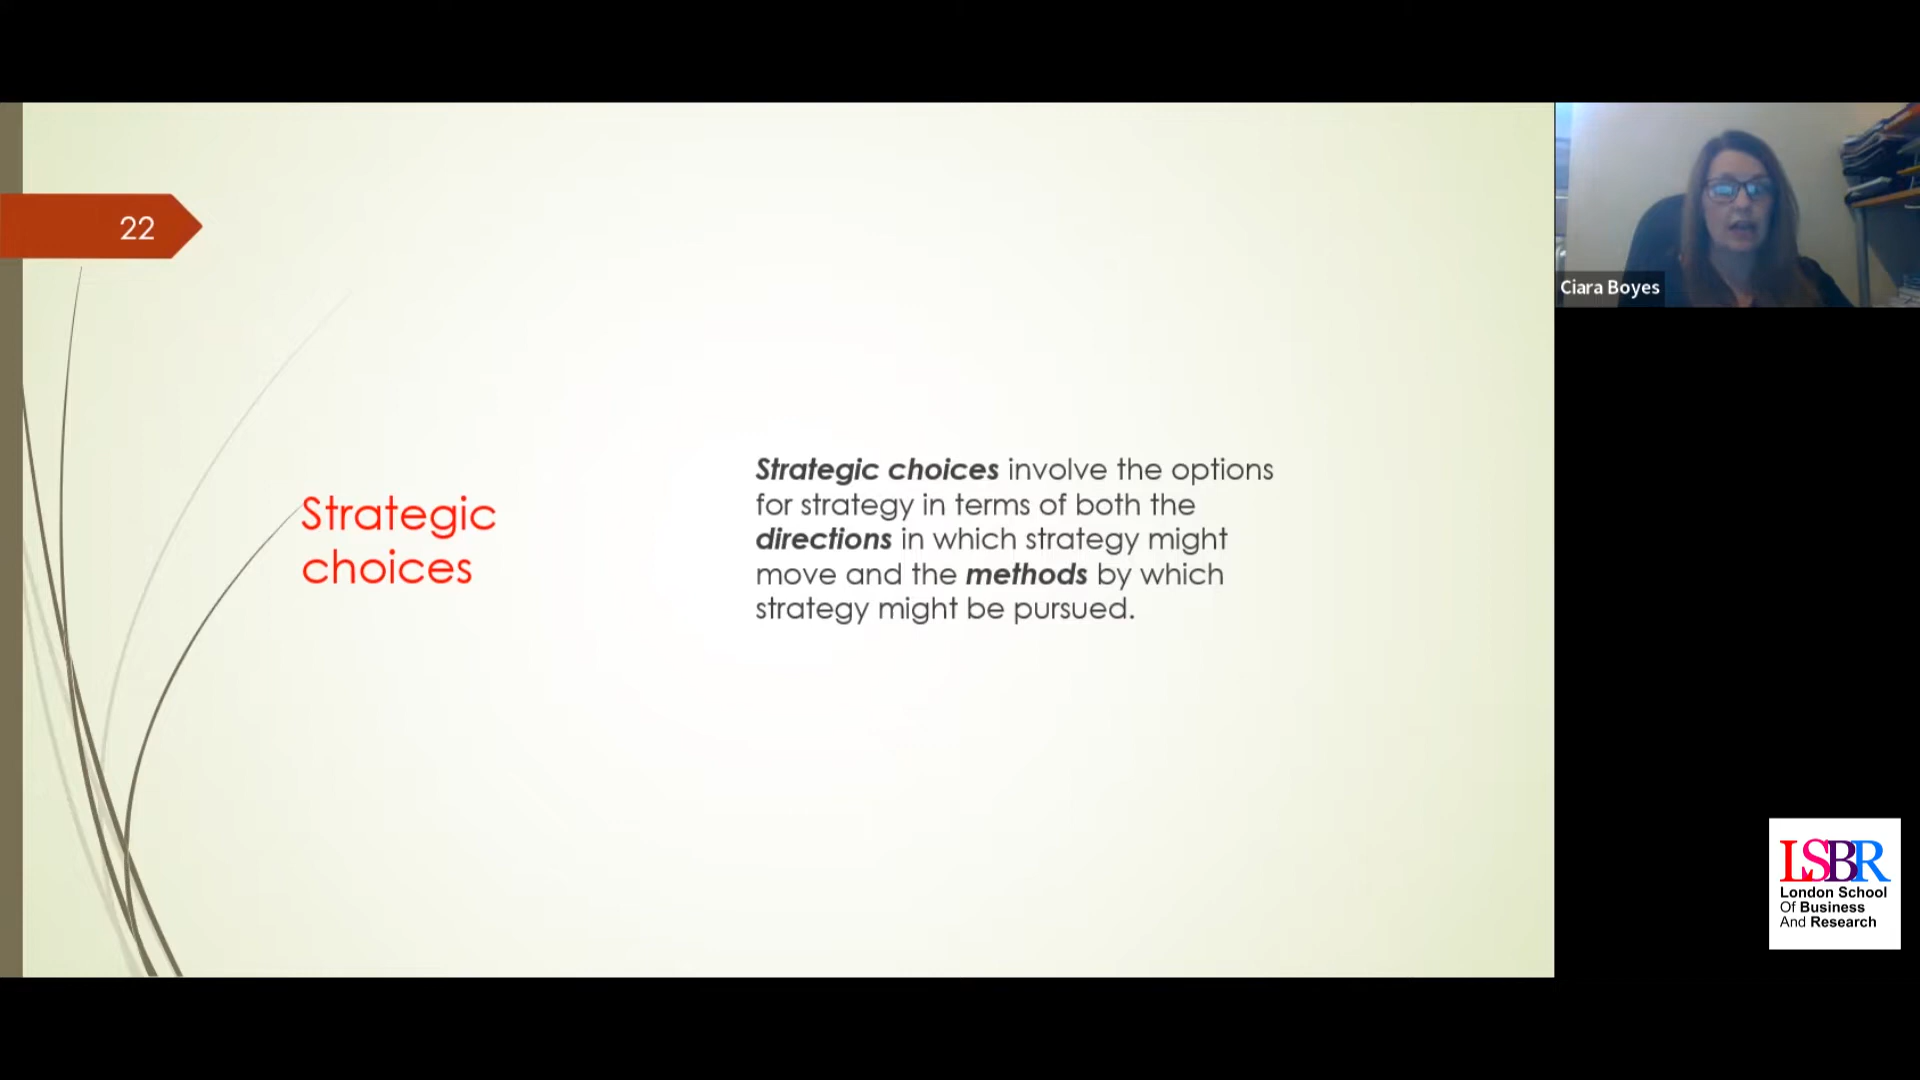 22
Strategic
choices
Strategic choices involve the options
for strategy in terms of both the
directions in which strategy might
move and the methods by which
strategy might be pursued.
Ciara Boyes
LSBR
London School
Of Business
And Research